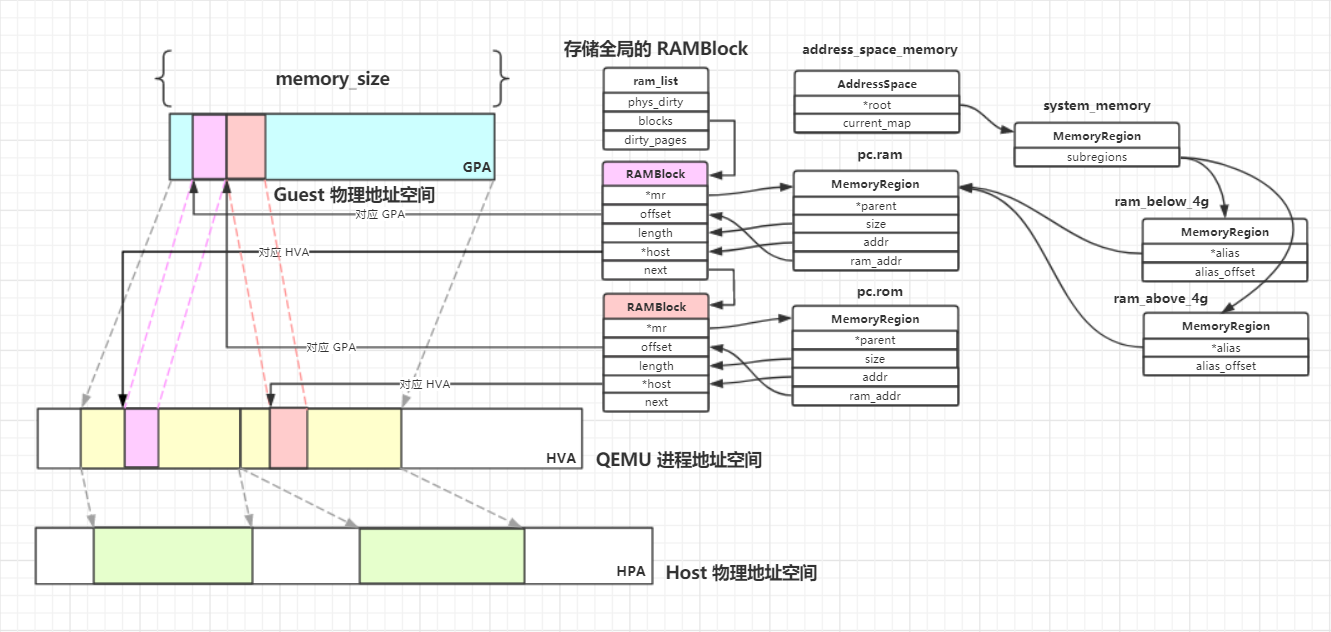 存储全局的 RAMBlock
address_space_memory
memory_size
ram_list
phys_dirty
blocks
dirty_pages
AddressSpace
*root
current_map
system_memory
MemoryRegion
subregions
GPA
Guest 物理地址空间
RAMBlock
*mr
offset
length
*host
next
对应 GPA
对应 HVA
pc.ram
MemoryRegion
*parent
size
addr
ram_addr
ram_below_4g
MemoryRegion
*alias
alias_offset
ram_above_4g
MemoryRegion
*alias
alias_offset
RAMBlock
*mr
offset
length
*host
next
对应 GPA
对应 HVA
pc.rom
MemoryRegion
*parent
size
addr
ram_addr
HVA
QEMU 进程地址空间
HPA
Host 物理地址空间